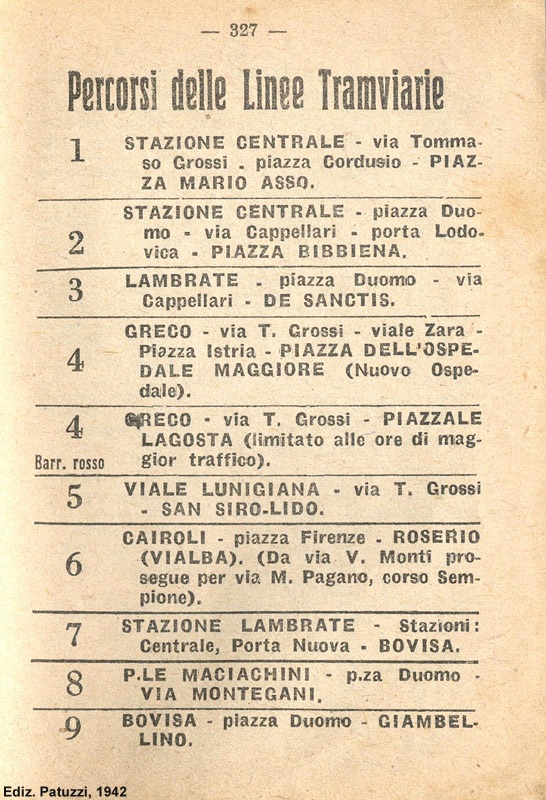 — 327 —
Percorsi delle Linee Tramviarie
1 STAZIONE CENTRALE - via Tomma-
so Grossi - piazza Cordusio - PIAZ-
ZA MARIO ASSO.
STAZIONE CENTRALE - piazza Duo-
2 mo - via Cappellari - porta Lodo-
vica - PIAZZA BIBBIENA.
3 LAMBRATE - piazza Duomo - via
Cappellari - DE SANCTIS.
GRECO - via T. Grossi - viale Zara -
4 Piazza Istria - PIAZZA DELL'OSPE-
DALE MAGGIORE (Nuovo Ospe-
dale).
4 GRECO - via T. Grossi - PIAZZALE
LAGOSTA (limitato alle ore di mag-
Barr. rosso gior traffico).
5 VIALE LUNIGIANA - via T. Grossi
- SAN SIRO-LIDO.
CAIROLI - piazza Firenze - ROSERIO
6 (VIALBA). (Da via V. Monti pro-
segue per via M. Pagano, corso Sem-
pione).
7 STAZIONE LAMBRATE - Stazioni:
Centrale, Porta Nuova - BOVISA.
8 P.LE MACIACHINI - p.za Duomo -
VIA MONTEGANI.
9 BOVISA - piazza Duomo - GIAMBEL-
LINO.
Ediz. Patuzzi, 1942